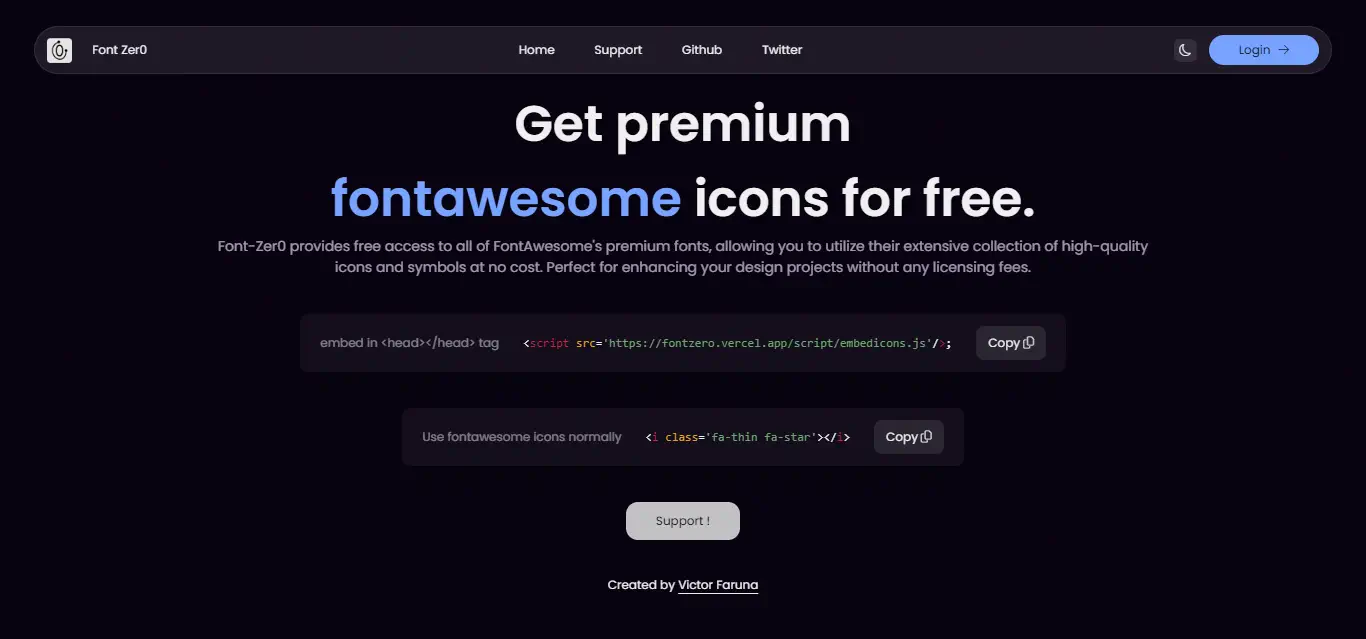 Font Zer0
Home
Support
Github
Twitter
Login
Get premium
fontawesome icons for free.
Font-Zer0 provides free access to all of FontAwesome's premium fonts, allowing you to utilize their extensive collection of high-quality
icons and symbols at no cost. Perfect for enhancing your design projects without any licensing fees.
embed in <head></head> tag
<script src='https://fontzero.vercel.app/script/embedicons.js'/>;
Copy
Use fontawesome icons normally
<i class='fa-thin fa-star'></i>
Copy
Support !
Created by Victor Faruna